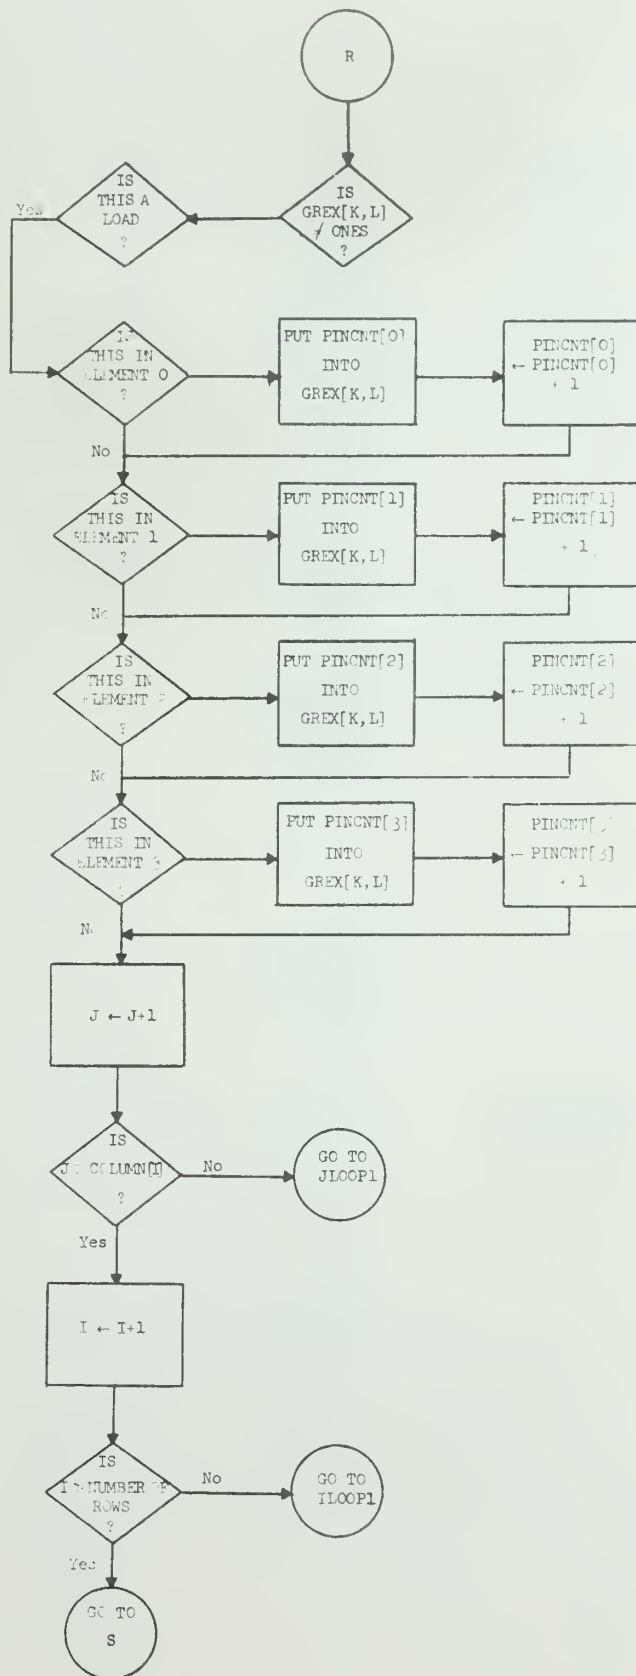 R
IS
GREX[K,L]
≠ ONES
?
IS
THIS A
LOAD
?
Yes
IS
THIS IN
ELEMENT 0
?
PUT PINCNT[0]
INTO
GREX[K,L]
PINCNT[0]
← PINCNT[0]
+ 1
No
IS
THIS IN
ELEMENT 1
?
PUT PINCNT[1]
INTO
GREX[K,L]
PINCNT[1]
← PINCNT[1]
+ 1
No
IS
THIS IN
ELEMENT 2
?
PUT PINCNT[2]
INTO
GREX[K,L]
PINCNT[2]
← PINCNT[2]
+ 1
No
IS
THIS IN
ELEMENT 3
?
PUT PINCNT[3]
INTO
GREX[K,L]
← PINCNT[3]
+ 1
No
J ← J+1
IS
COLUMN[I]
?
No
GO TO
JLOOP1
Yes
I ← I+1
IS
NUMBER OF
ROWS
?
No
GO TO
ILOOP1
Yes
GO TO
S